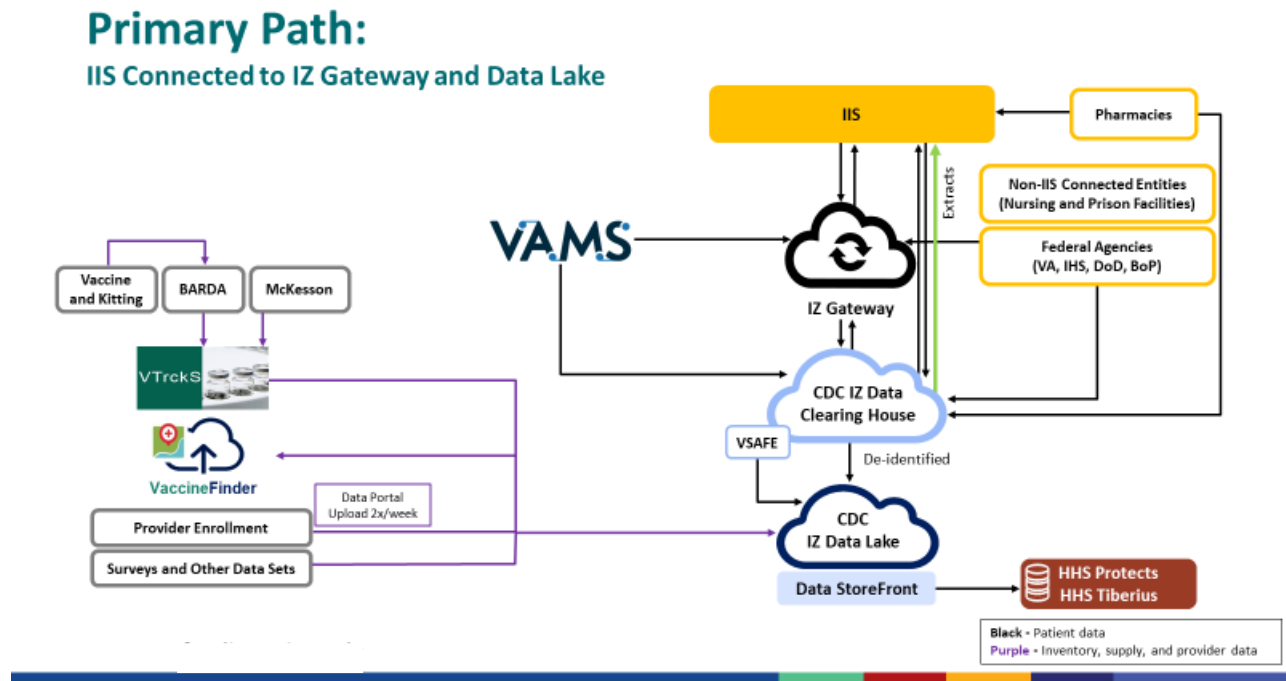 Primary Path:
IIS Connected to IZ Gateway and Data Lake
IIS
Pharmacies
Extracts
Non-IIS Connected Entities
(Nursing and Prison Facilities)
VAMS
Federal Agencies
(VA, IHS, DoD, BoP)
Vaccine
and Kitting
BARDA
McKesson
IZ Gateway
VTrckS
CDC IZ Data
Clearing House
VSAFE
De-identified
VaccineFinder
Data Portal
Upload 2x/week
Provider Enrollment
CDC
IZ Data Lake
Surveys and Other Data Sets
Data StoreFront
HHS Protects
HHS Tiberius
Black - Patient data
Purple - Inventory, supply, and provider data